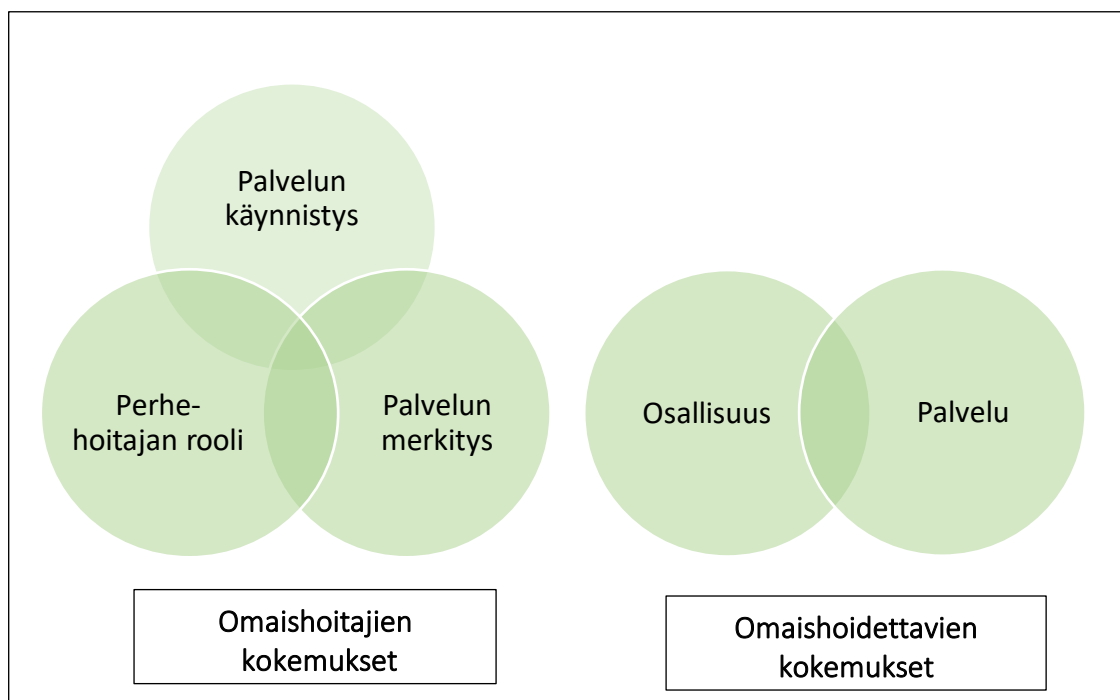 Palvelun
käynnistys
Perhe-
hoitajan rooli
Palvelun
merkitys
Omaishoitajien
kokemukset
Osallisuus
Palvelu
Omaishoidettavien
kokemukset